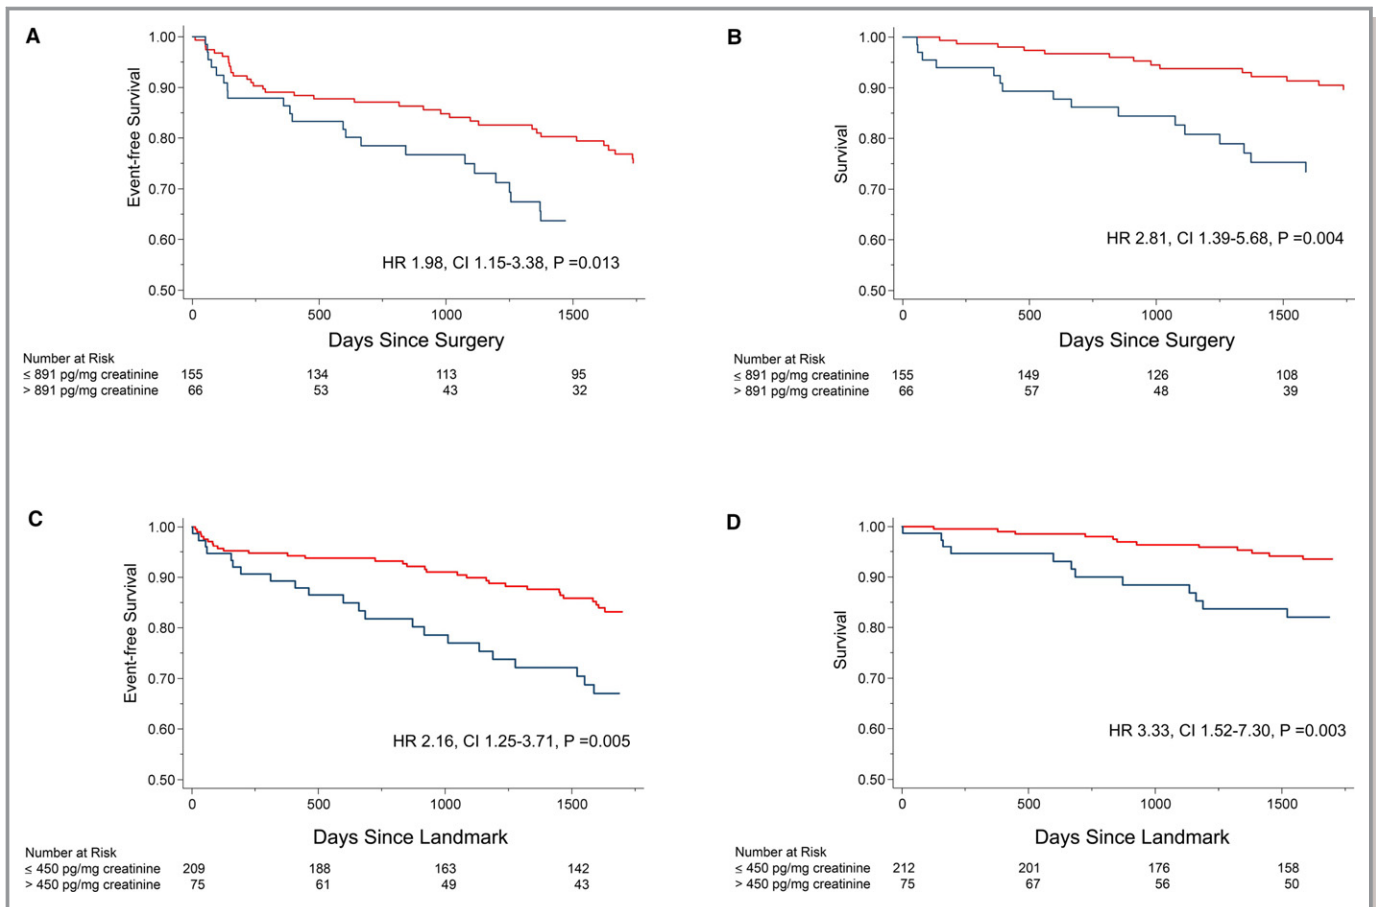 A
1.00
0.90
0.80
0.70
0.60
0.50
Event-free Survival
HR 1.98, CI 1.15-3.38, P =0.013
0 500 1000 1500
Days Since Surgery
Number at Risk
≤ 891 pg/mg creatinine 155 134 113 95
> 891 pg/mg creatinine 66 53 43 32
B
1.00
0.90
0.80
0.70
0.60
0.50
Survival
HR 2.81, CI 1.39-5.68, P =0.004
0 500 1000 1500
Days Since Surgery
Number at Risk
≤ 891 pg/mg creatinine 155 149 126 108
> 891 pg/mg creatinine 66 57 48 39
C
1.00
0.90
0.80
0.70
0.60
0.50
Event-free Survival
HR 2.16, CI 1.25-3.71, P =0.005
0 500 1000 1500
Days Since Landmark
Number at Risk
≤ 450 pg/mg creatinine 209 188 163 142
> 450 pg/mg creatinine 75 61 49 43
D
1.00
0.90
0.80
0.70
0.60
0.50
Survival
HR 3.33, CI 1.52-7.30, P =0.003
0 500 1000 1500
Days Since Landmark
Number at Risk
≤ 450 pg/mg creatinine 212 201 176 158
> 450 pg/mg creatinine 75 67 56 50